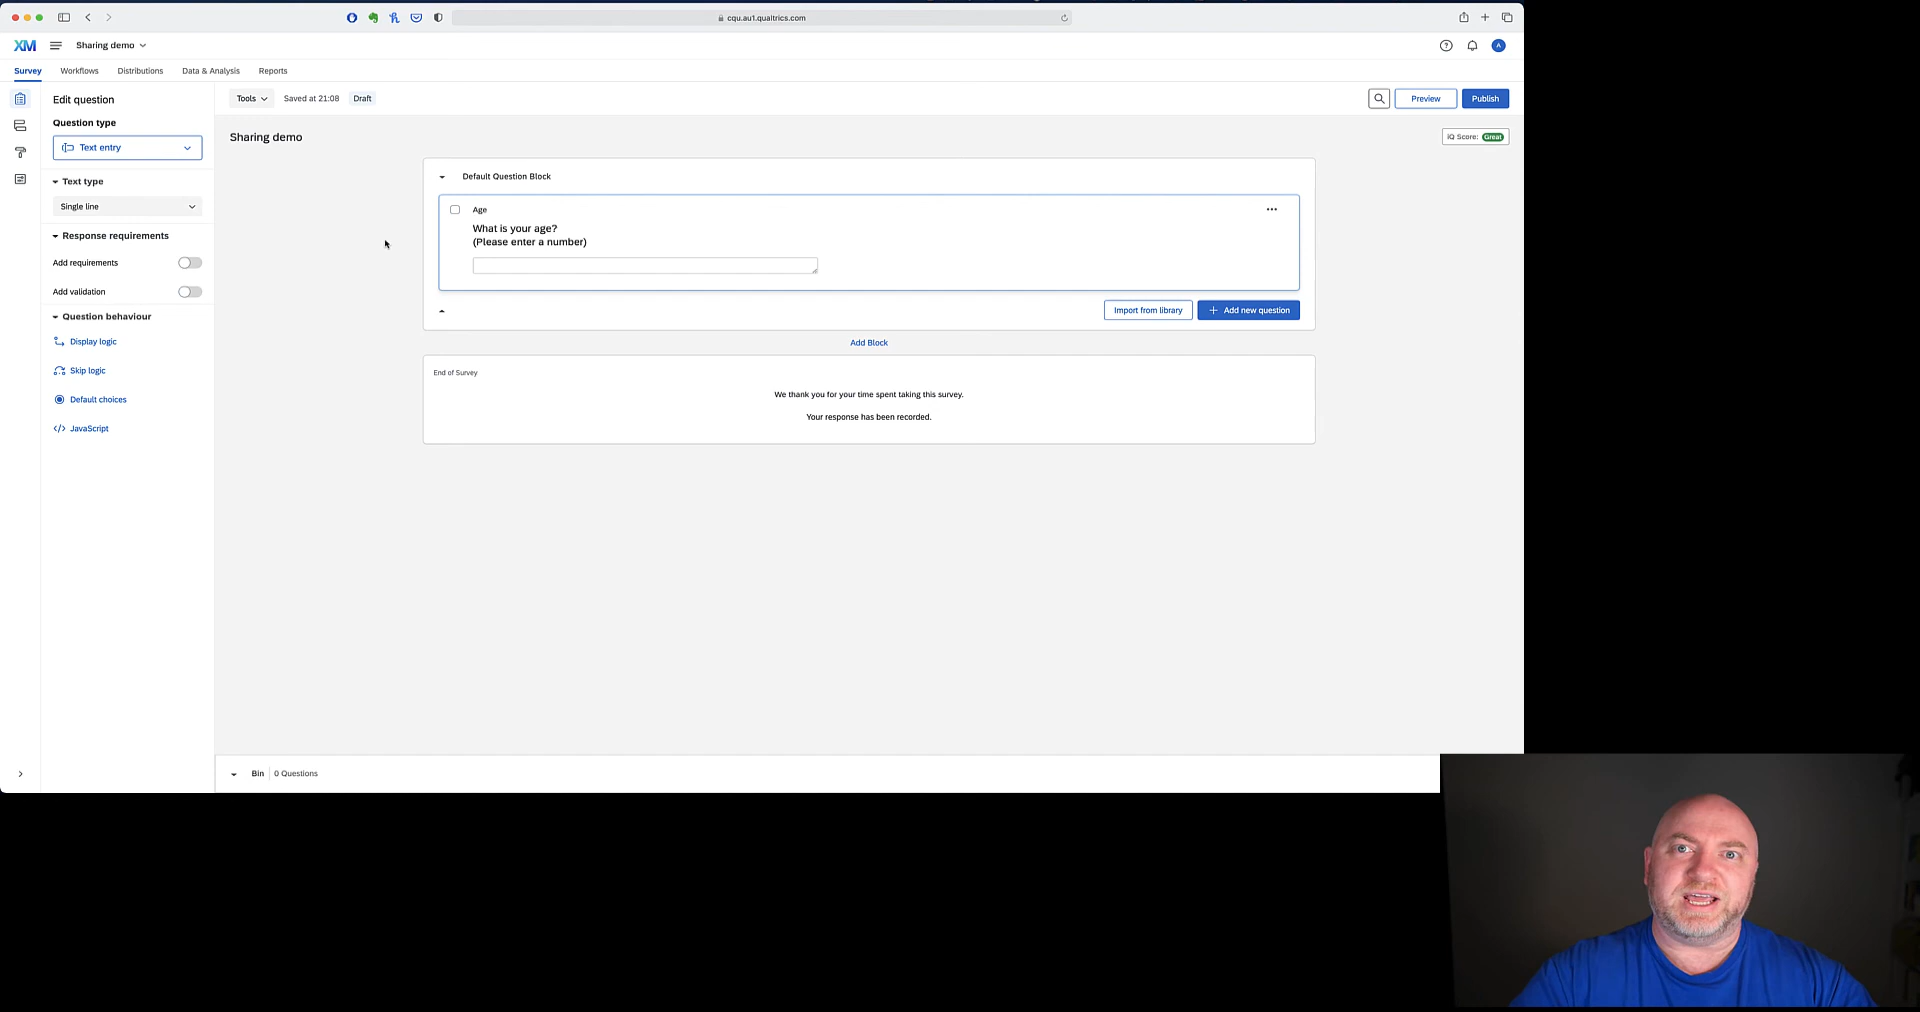 cqu.au1.qualtrics.com
XM Sharing demo A
Survey Workflows Distributions Data & Analysis Reports
Edit question
Question type
Text entry
Text type
Single line
Response requirements
Add requirements
Add validation
Question behaviour
Display logic
Skip logic
Default choices
</> JavaScript
Tools Saved at 21:08 Draft Preview Publish
Sharing demo iQ Score: Great
Default Question Block
Age
What is your age?
(Please enter a number)
Import from library + Add new question
Add Block
End of Survey
We thank you for your time spent taking this survey.
Your response has been recorded.
Bin 0 Questions